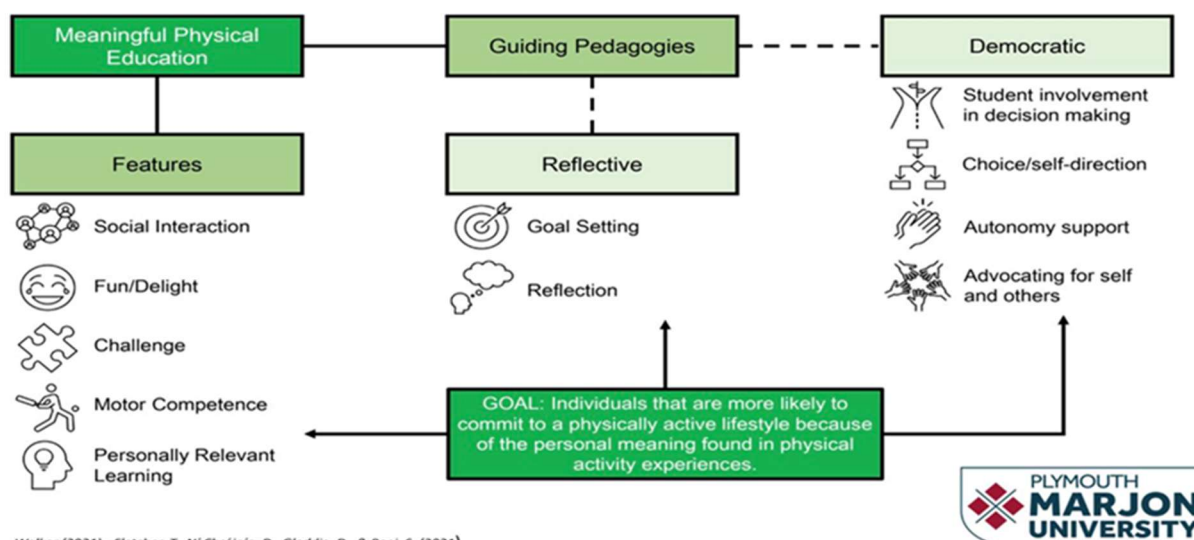 Meaningful Physical
Education
Guiding Pedagogies
Democratic
Features
Social Interaction
Fun/Delight
Challenge
Motor Competence
Personally Relevant
Learning
Reflective
Goal Setting
Reflection
Student involvement
in decision making
Choice/self-direction
Autonomy support
Advocating for self
and others
GOAL: Individuals that are more likely to
commit to a physically active lifestyle because
of the personal meaning found in physical
activity experiences.
PLYMOUTH
MARJON
UNIVERSITY